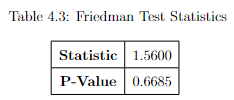 Table 4.3: Friedman Test Statistics
Statistic 1.5600
P-Value 0.6685